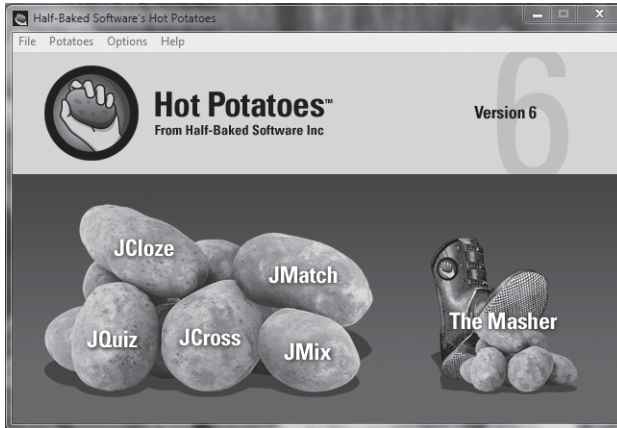 Half-Baked Software's Hot Potatoes
File Potatoes Options Help
Hot Potatoes™
From Half-Baked Software Inc
Version 6
6
JCloze
JMatch
JQuiz
JCross
JMix
The Masher